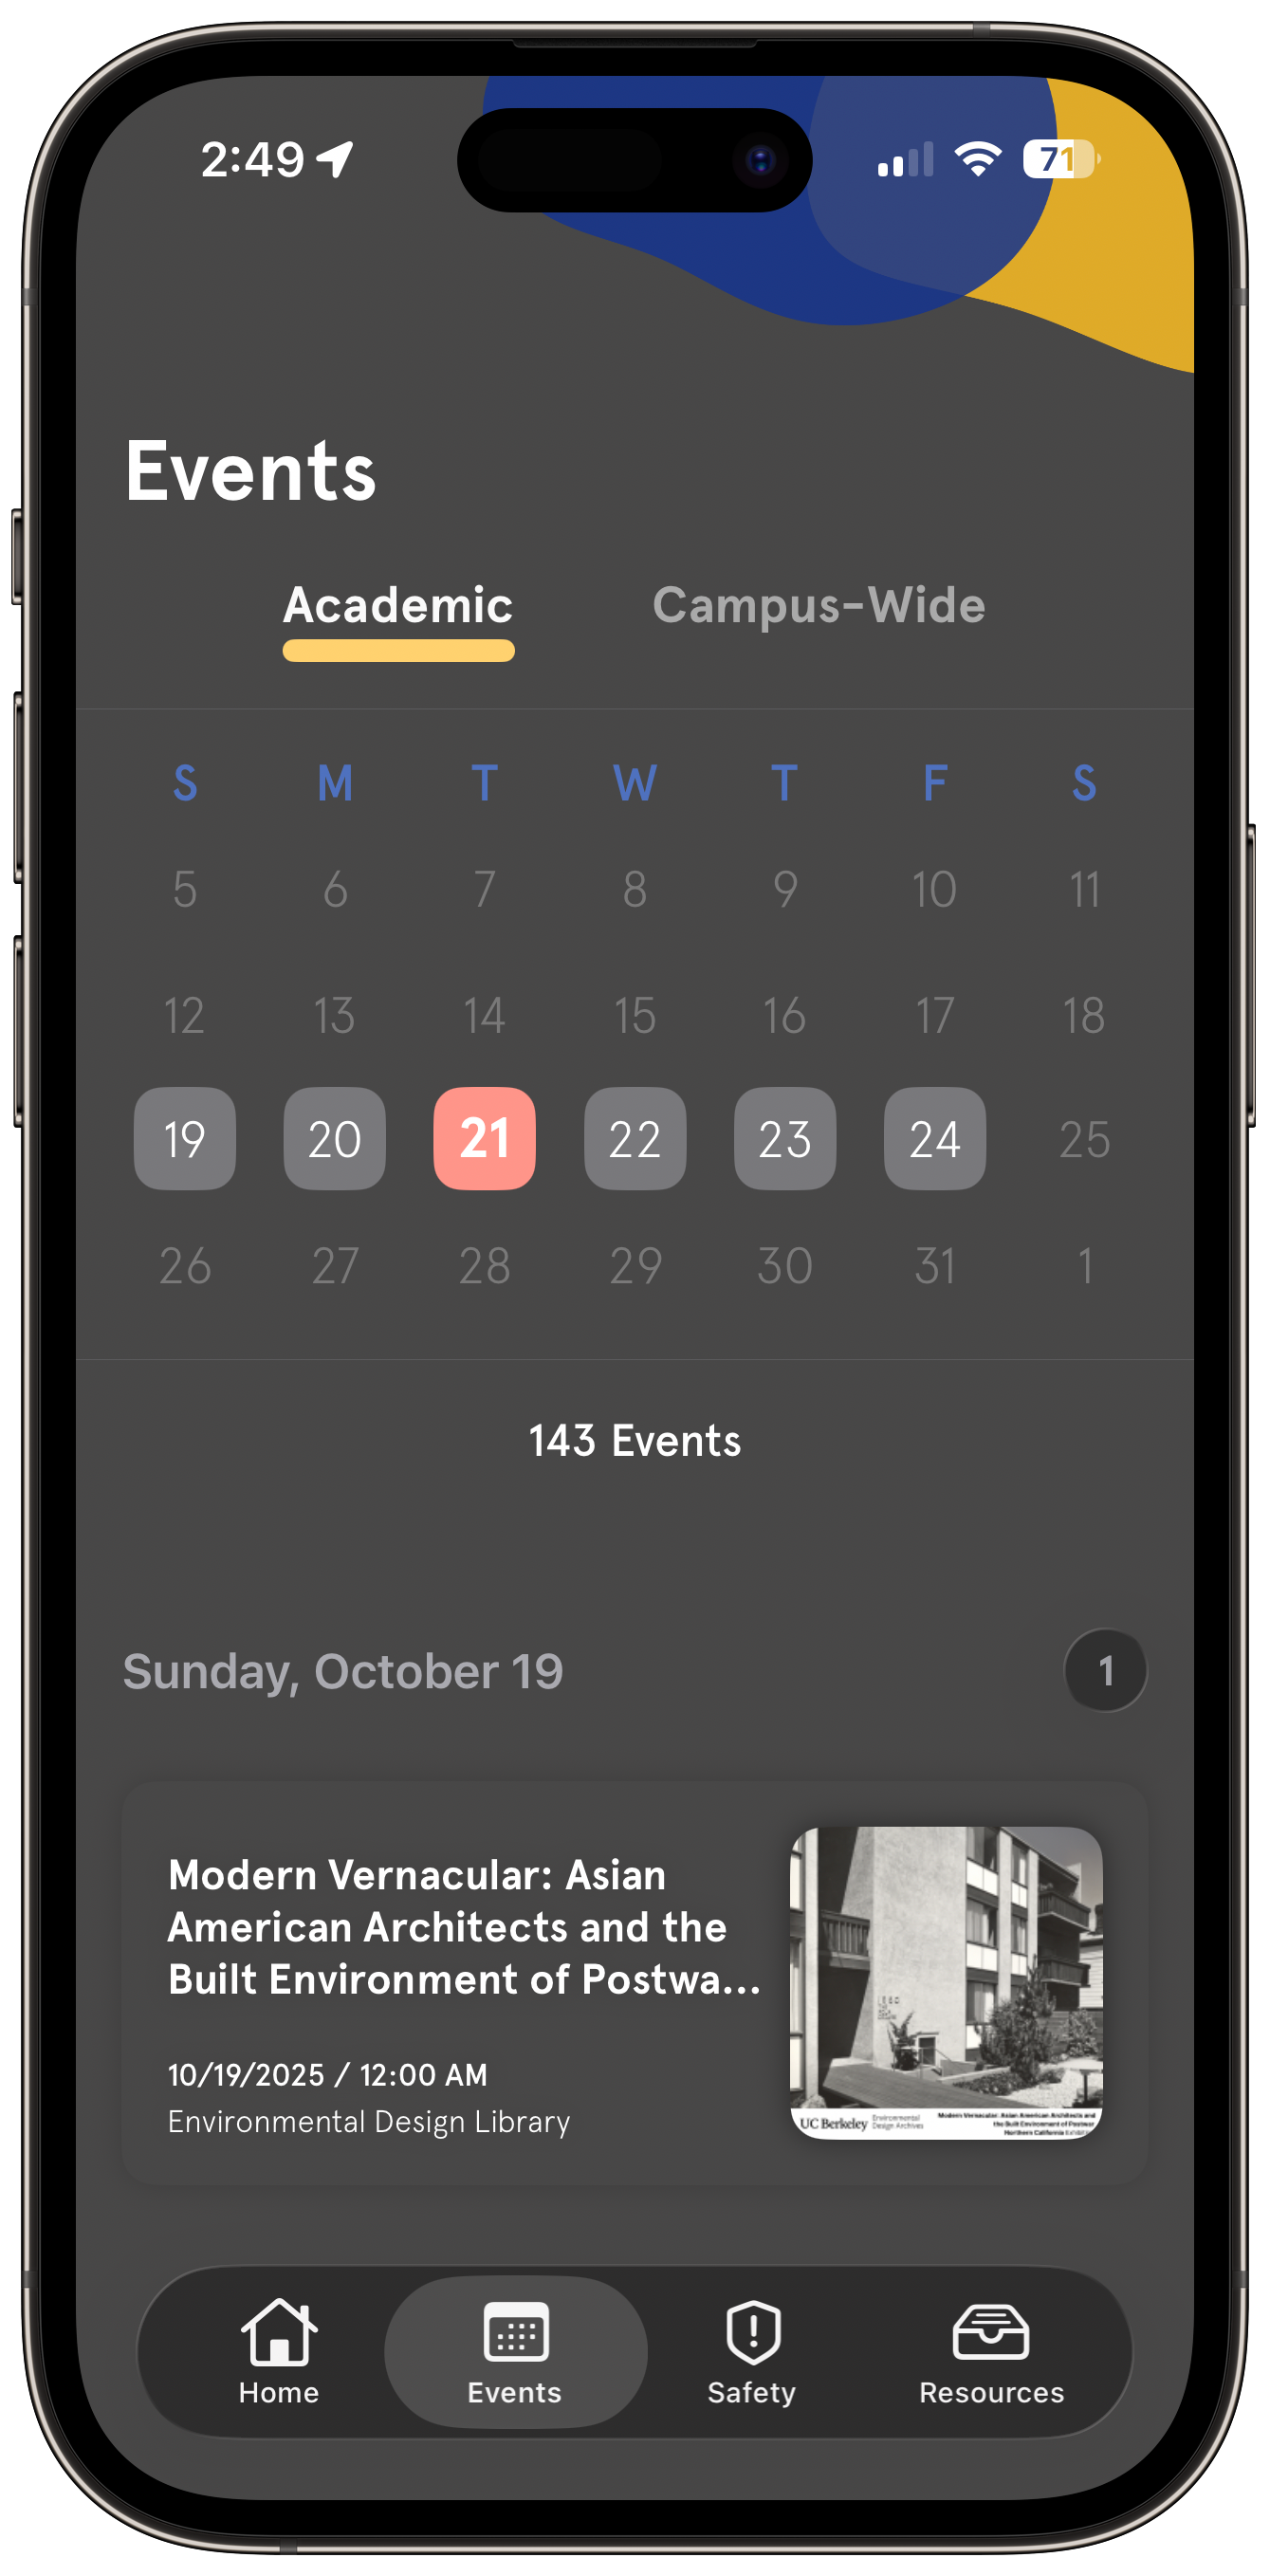 2:49 71
Events
Academic Campus-Wide
S M T W T F S
5 6 7 8 9 10 11
12 13 14 15 16 17 18
19 20 21 22 23 24 25
26 27 28 29 30 31 1
143 Events
Sunday, October 19 1
Modern Vernacular: Asian
American Architects and the
Built Environment of Postwa...
10/19/2025 / 12:00 AM
Environmental Design Library
UC Berkeley Environmental
Design Archives
Modern Vernacular: Asian American Architects and
the Built Environment of Postwar
Northern California
Home Events Safety Resources